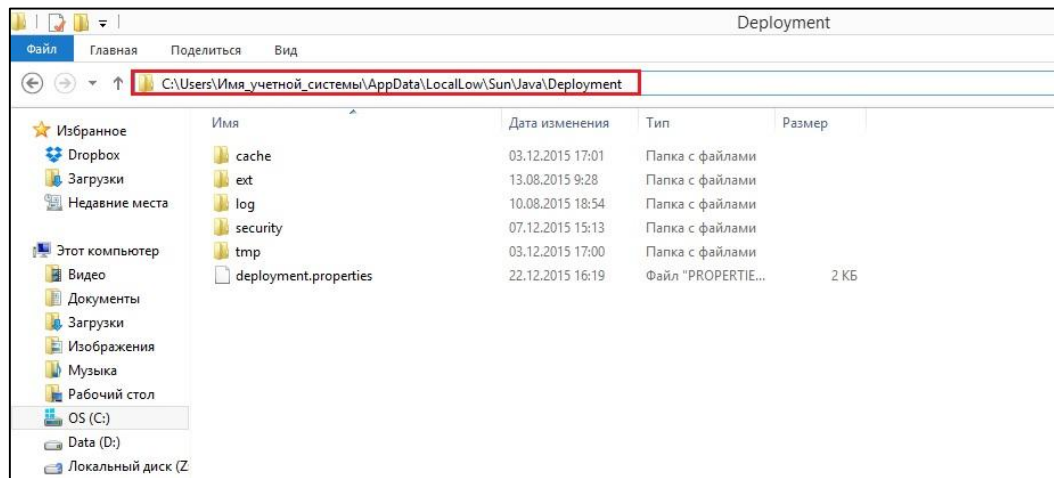 Deployment
Файл Главная Поделиться Вид
C:\Users\Имя_учетной_системы\AppData\LocalLow\Sun\Java\Deployment
Имя Дата изменения Тип Размер
Избранное
Dropbox
Загрузки
Недавние места
Этот компьютер
Видео
Документы
Загрузки
Изображения
Музыка
Рабочий стол
OS (C:)
Data (D:)
Локальный диск (Z
cache 03.12.2015 17:01 Папка с файлами
ext 13.08.2015 9:28 Папка с файлами
log 10.08.2015 18:54 Папка с файлами
security 07.12.2015 15:13 Папка с файлами
tmp 03.12.2015 17:00 Папка с файлами
deployment.properties 22.12.2015 16:19 Файл "PROPERTIE... 2 КБ